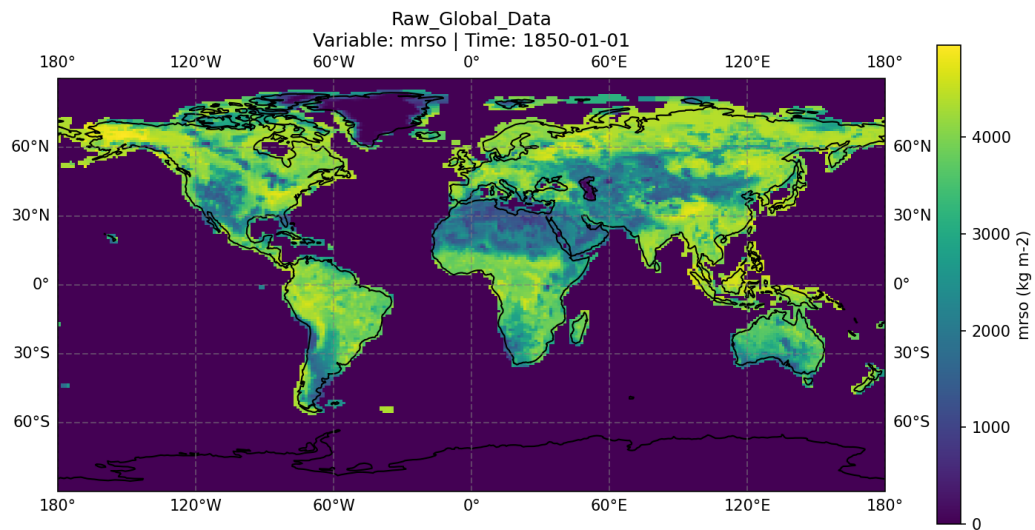 Raw_Global_Data
Variable: mrso | Time: 1850-01-01
180° 120°W 60°W 0° 60°E 120°E 180°
60°N 60°N
30°N 30°N
0° 0°
30°S 30°S
60°S 60°S
180° 120°W 60°W 0° 60°E 120°E 180°
4000
3000
2000
1000
0
mrso (kg m-2)